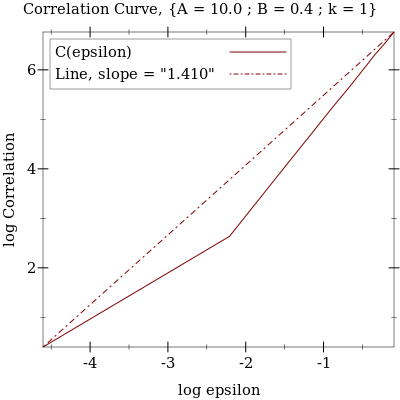 Correlation Curve, {A = 10.0 ; B = 0.4 ; k = 1}
C(epsilon)
Line, slope = "1.410"
log Correlation
6
4
2
-4 -3 -2 -1
log epsilon